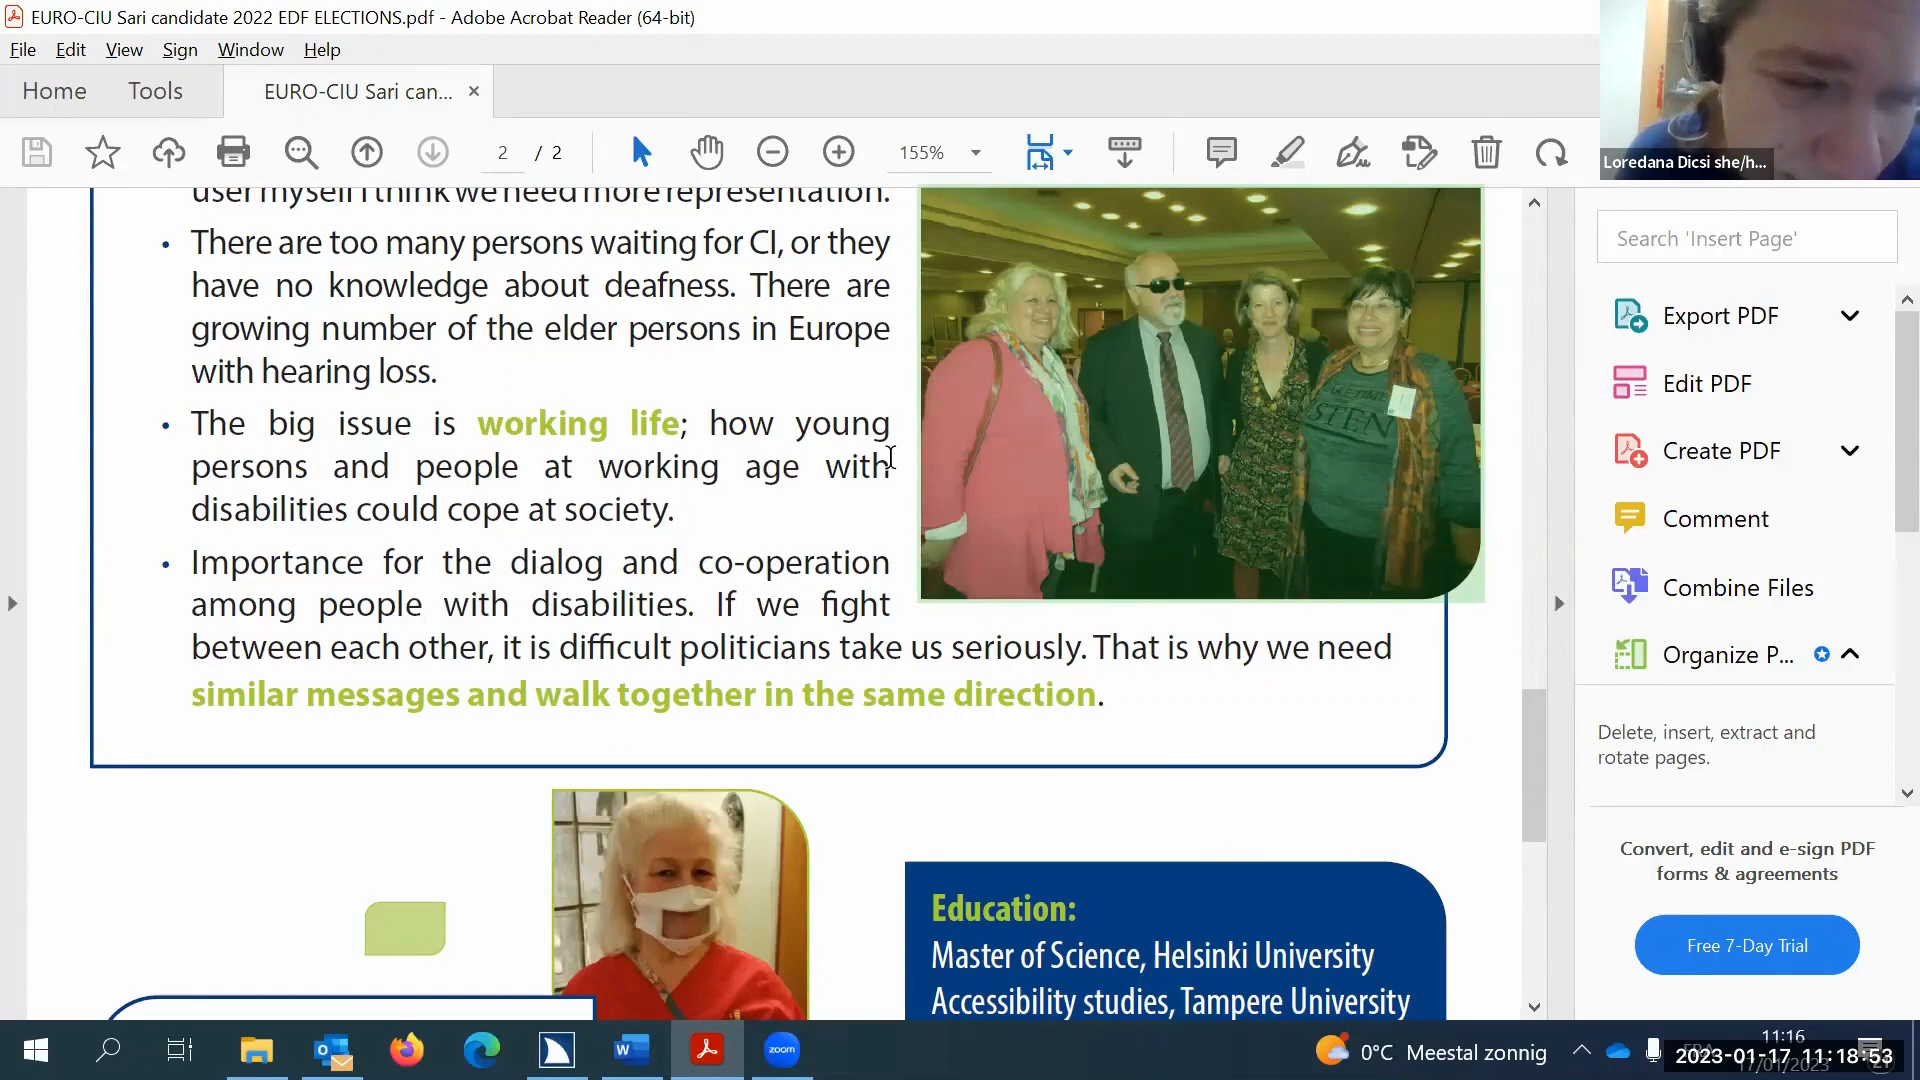 EURO-CIU Sari candidate 2022 EDF ELECTIONS.pdf - Adobe Acrobat Reader (64-bit)
File Edit View Sign Window Help
Home Tools EURO-CIU Sari can... ×
2 / 2 155%
Loredana Dicsi she/h...
user myself I think we need more representation.
• There are too many persons waiting for CI, or they
have no knowledge about deafness. There are
growing number of the elder persons in Europe
with hearing loss.
• The big issue is working life; how young
persons and people at working age with
disabilities could cope at society.
• Importance for the dialog and co-operation
among people with disabilities. If we fight
between each other, it is difficult politicians take us seriously. That is why we need
similar messages and walk together in the same direction.
Education:
Master of Science, Helsinki University
Accessibility studies, Tampere University
Search 'Insert Page'
Export PDF
Edit PDF
Create PDF
Comment
Combine Files
Organize P...
Delete, insert, extract and
rotate pages.
Convert, edit and e-sign PDF
forms & agreements
Free 7-Day Trial
zoom
0°C Meestal zonnig
11:16
2023-01-17 11:18:53
17/01/2023